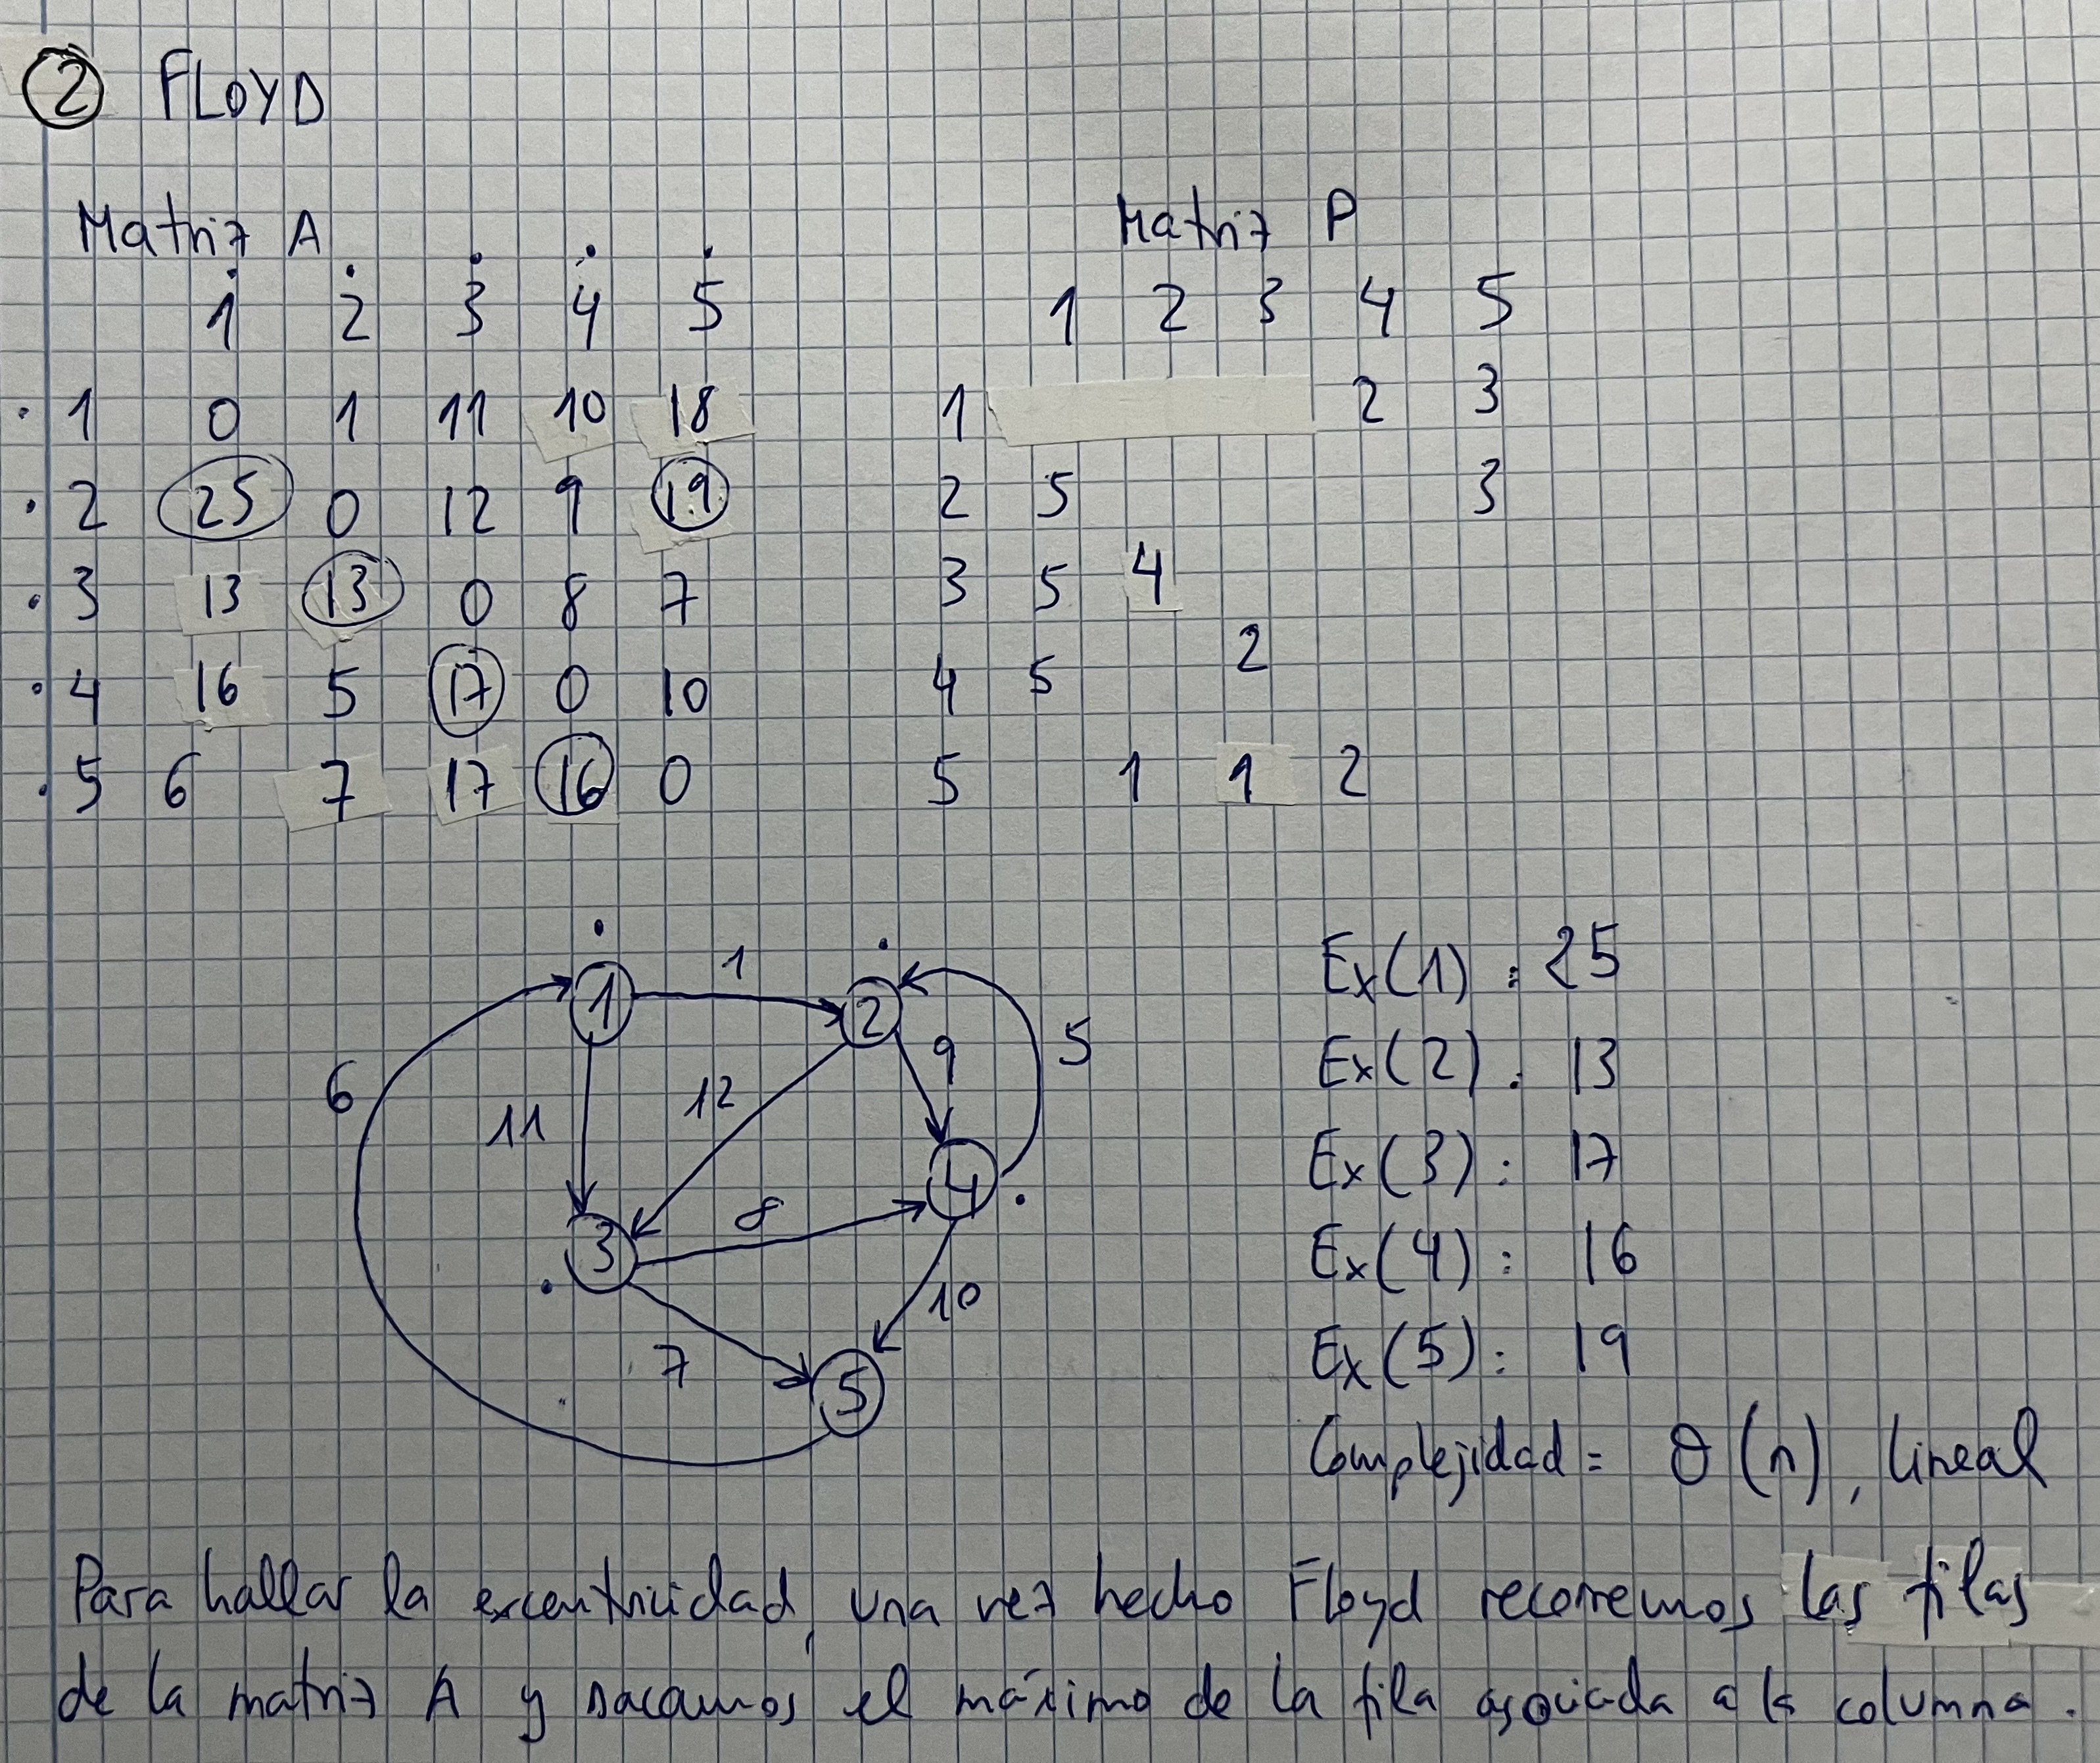 2 FLOYD
Matriz A
1 2 3 4 5
1 0 1 11 10 18
2 25 0 12 9 19
3 13 13 0 8 7
4 16 5 17 0 10
5 6 7 17 16 0
Matriz P
1 2 3 4 5
1 2 3
2 5 3
3 5 4
4 5 2
5 1 1 2
1 1 2
6 11 12 9 5
3 8 4
7 10
5
Ex(1): 25
Ex(2): 13
Ex(3): 17
Ex(4): 16
Ex(5): 19
Complejidad = θ(n), lineal
Para hallar la excentricidad, una vez hecho Floyd recorremos las filas
de la matriz A y sacamos el máximo de la fila asociada a la columna.